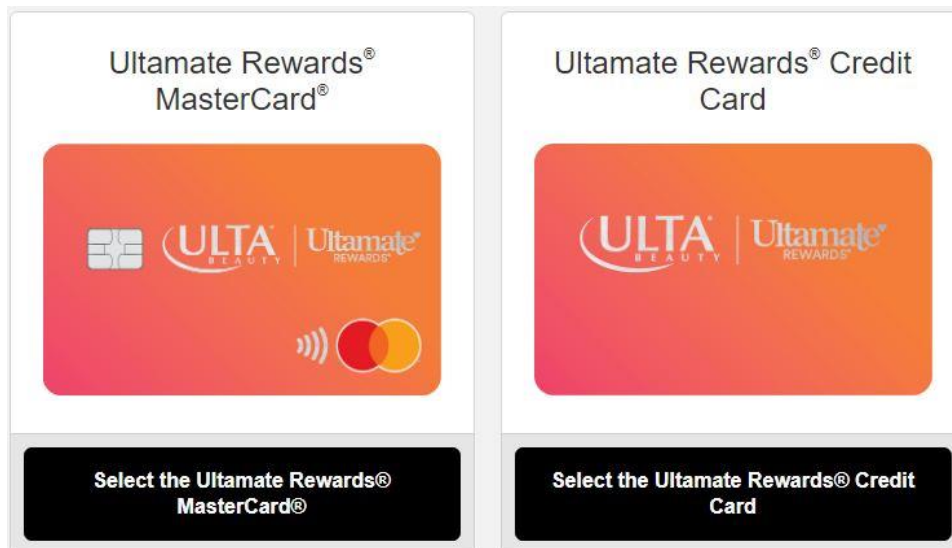 Ultamate Rewards®
MasterCard®
ULTA
BEAUTY
Ultamate
REWARDS®
Select the Ultamate Rewards®
MasterCard®
Ultamate Rewards® Credit
Card
ULTA
BEAUTY
Ultamate
REWARDS®
Select the Ultamate Rewards® Credit
Card